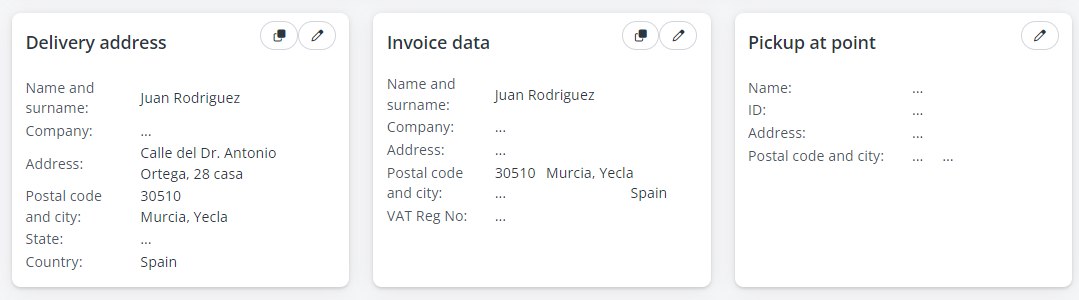 Delivery address
Name and surname: Juan Rodriguez
Company: ...
Address: Calle del Dr. Antonio
Ortega, 28 casa
Postal code and city: 30510
Murcia, Yecla
State: ...
Country: Spain
Invoice data
Name and surname: Juan Rodriguez
Company: ...
Address: ...
Postal code 30510 Murcia, Yecla
and city: ... Spain
VAT Reg No: ...
Pickup at point
Name: ...
ID: ...
Address: ...
Postal code and city: ... ...